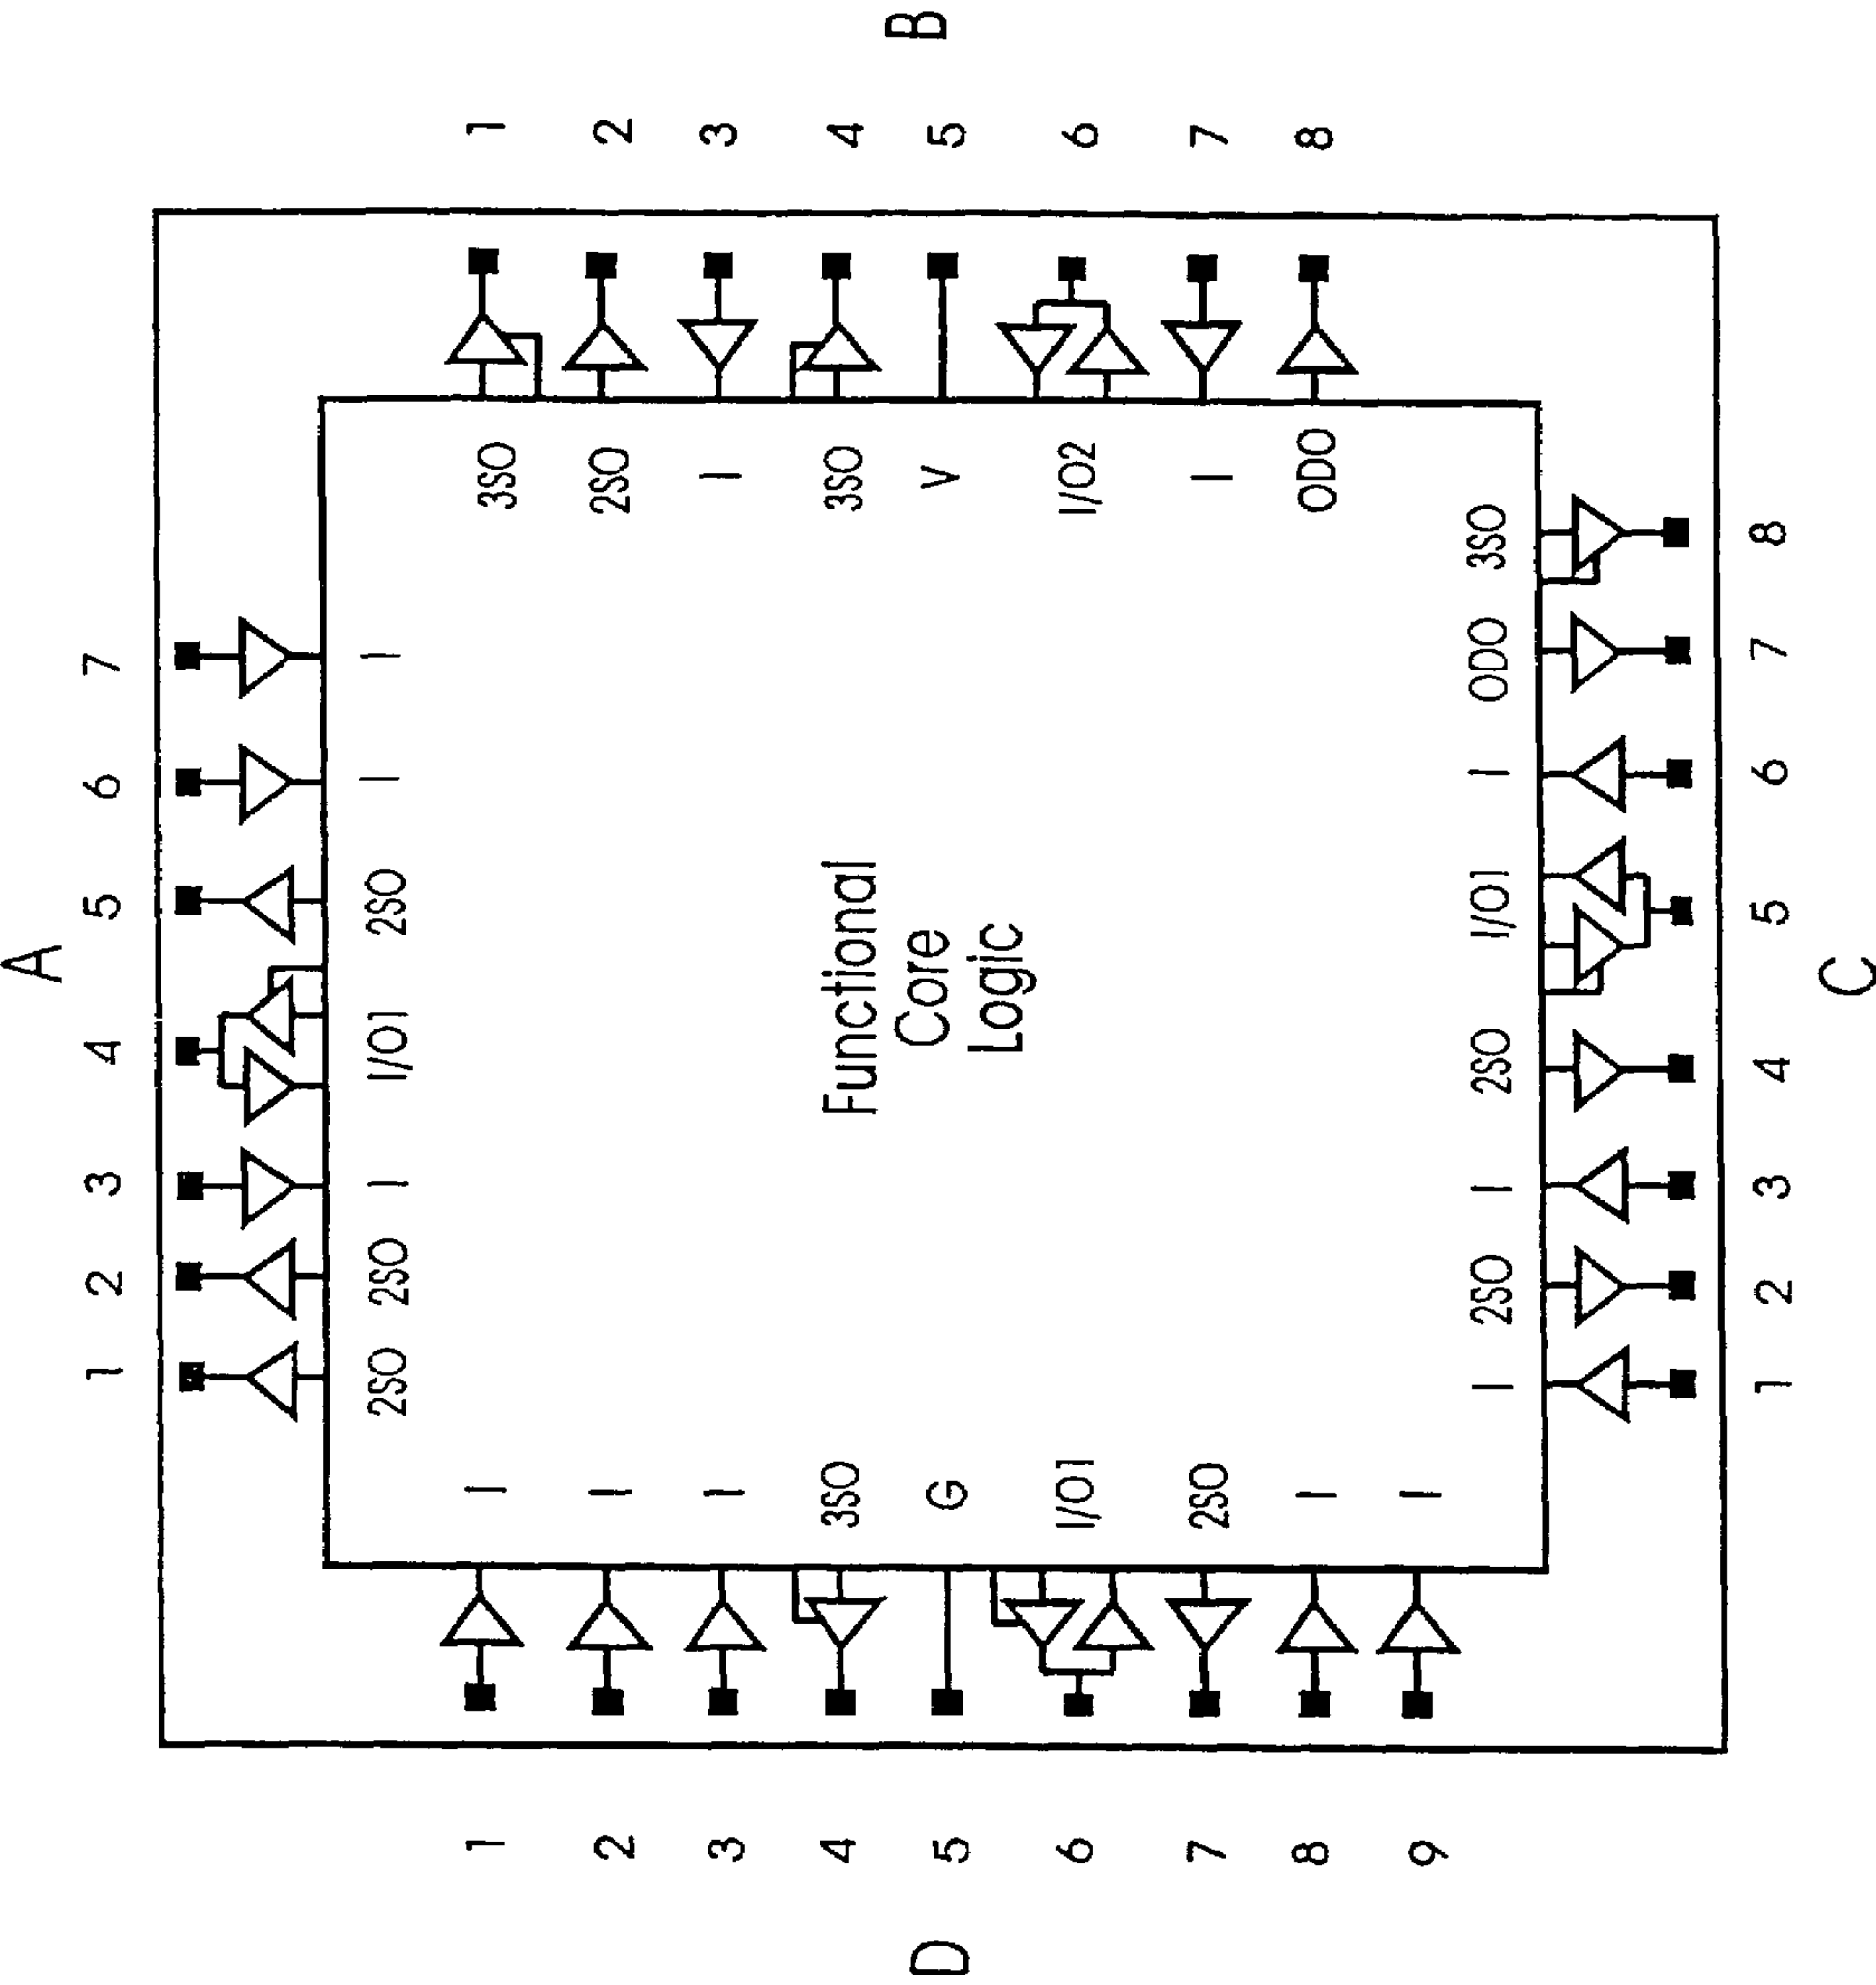 A
1 2 3 4 5 6 7
2SO 2SO I I/O1 2SO I I
1 I 3SO 1
2 I 2SO 2
3 I I 3
4 3SO Functional 3SO 4
D 5 G Core V 5 B
Logic
6 I/O1 I/O2 6
7 2SO I 7
8 I ODO 8
9 I
I 2SO I 2SO I/O1 I ODO 3SO
1 2 3 4 5 6 7 8
C